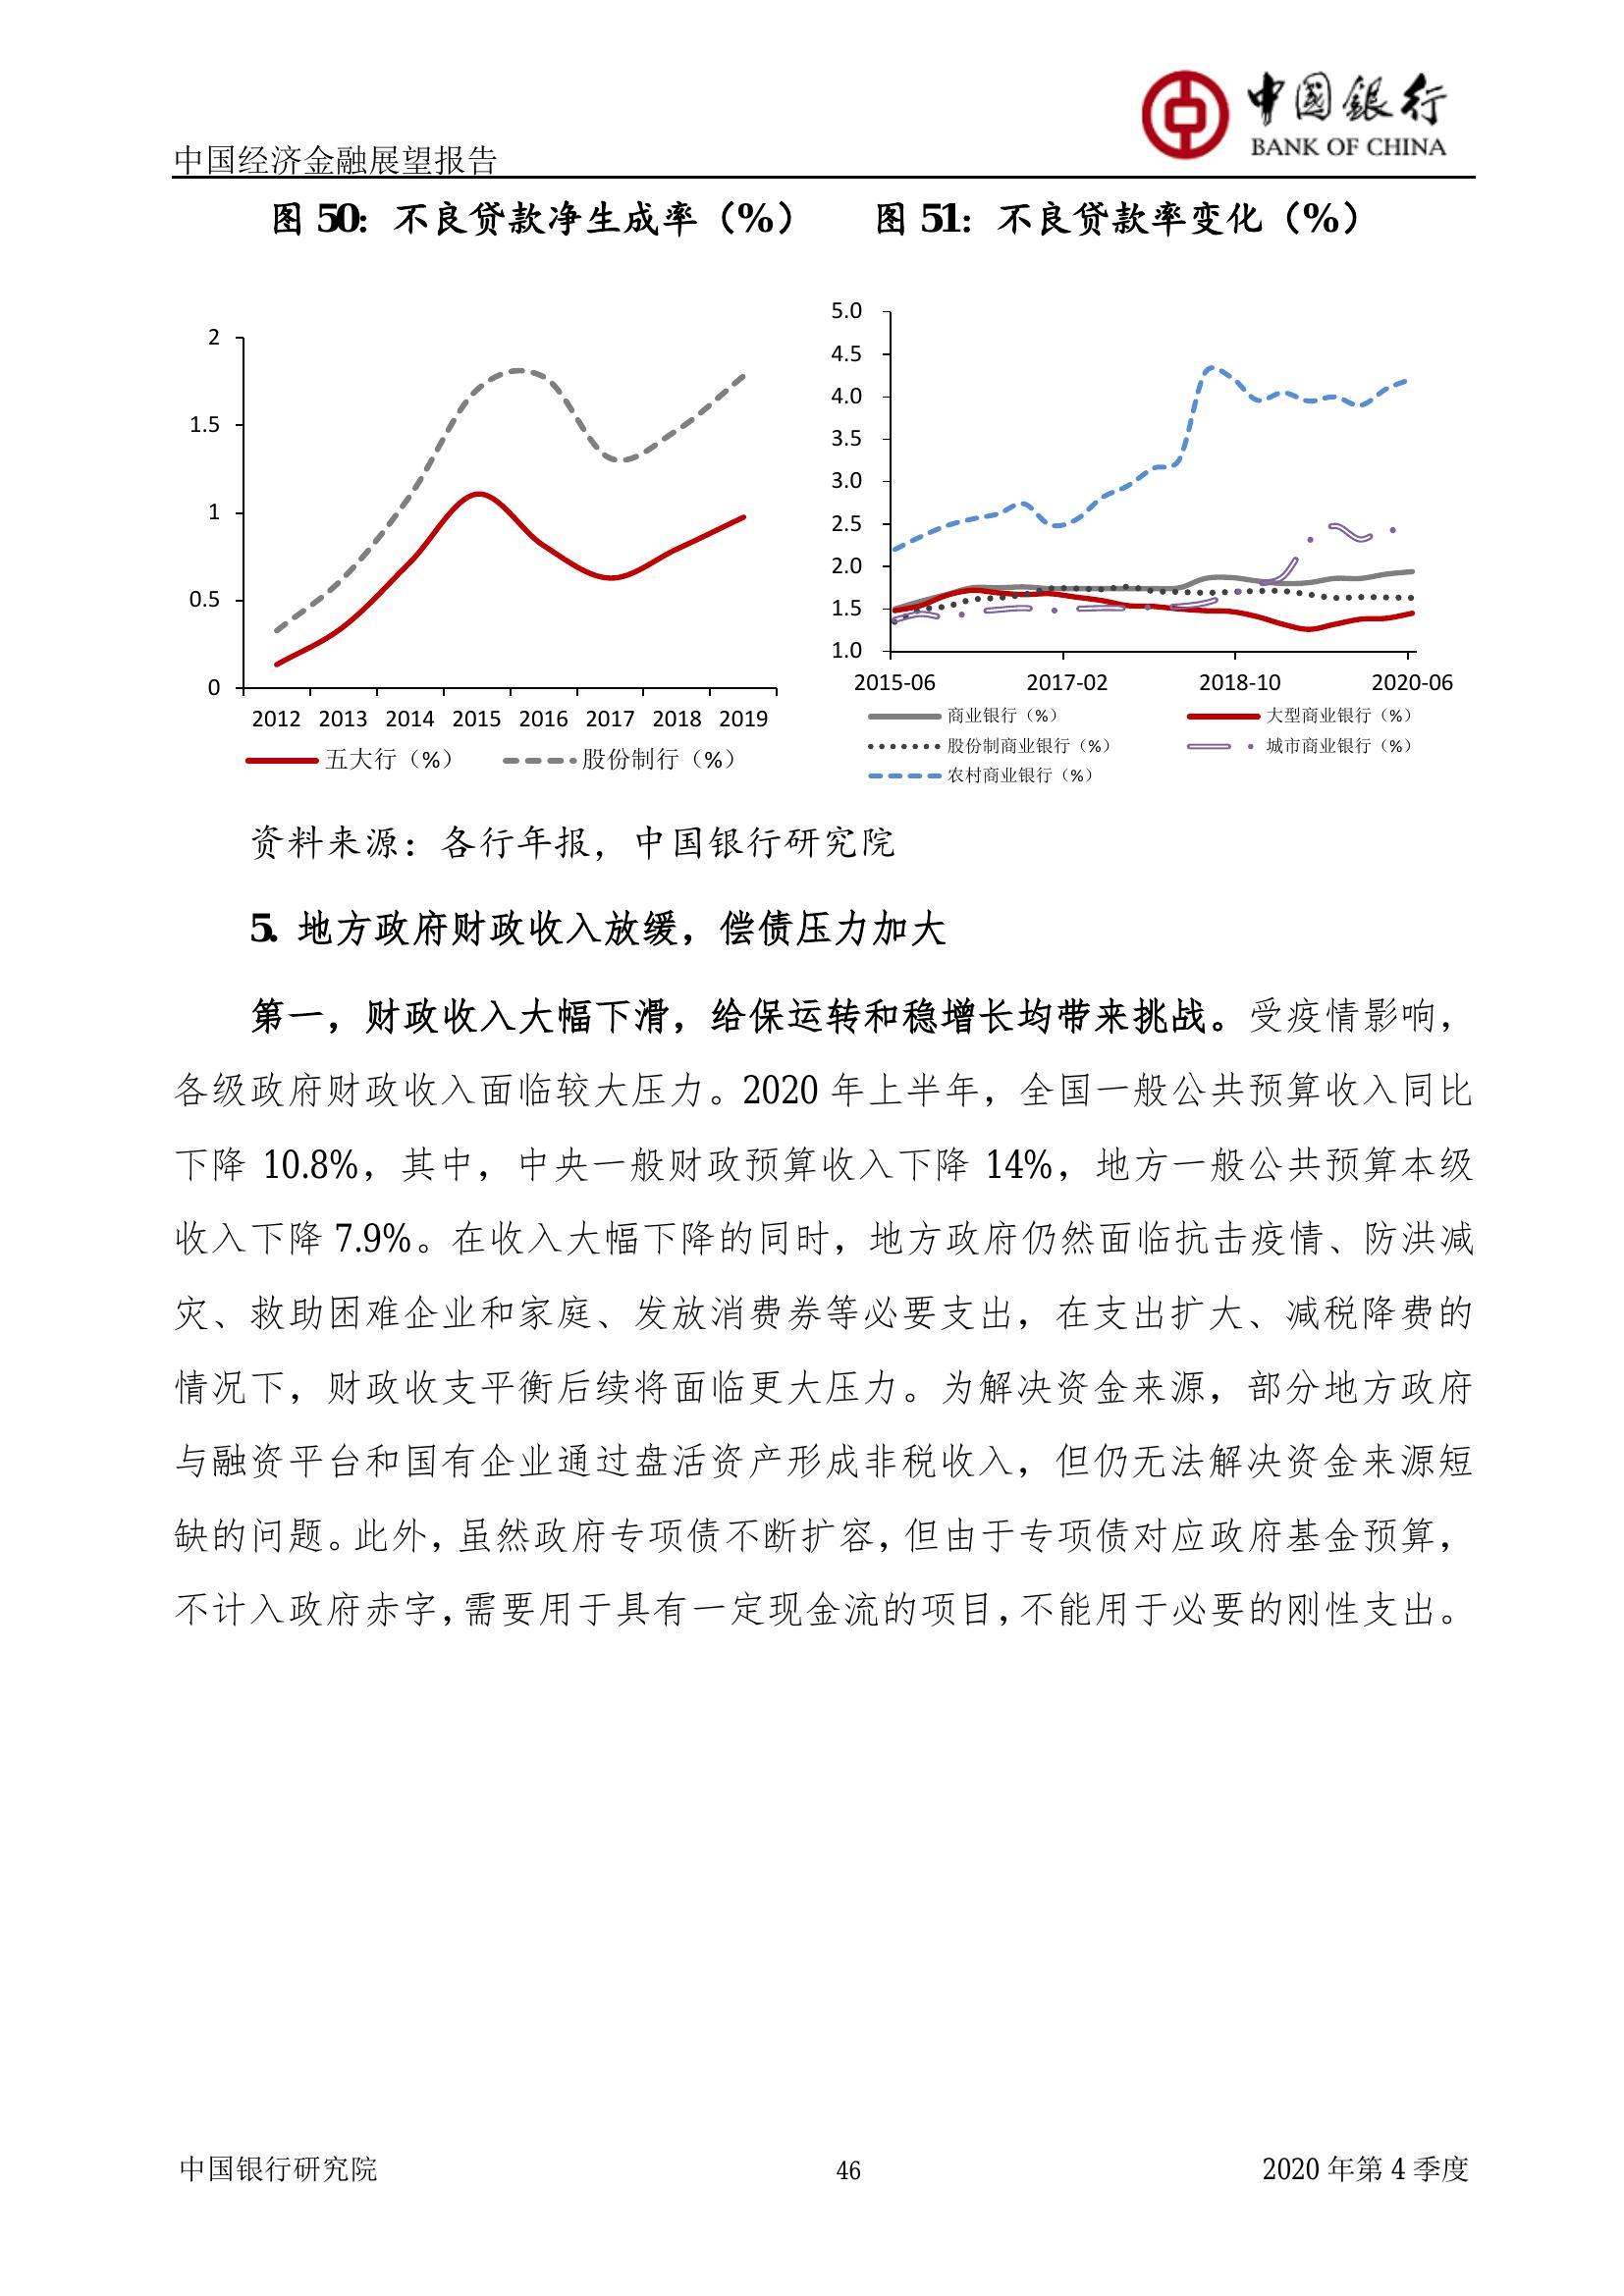 中國銀行
BANK OF CHINA
中国经济金融展望报告
图 50：不良贷款净生成率（%）
图 51：不良贷款率变化（%）
2
1.5
1
0.5
0
2012 2013 2014 2015 2016 2017 2018 2019
五大行（%）
股份制行（%）
5.0
4.5
4.0
3.5
3.0
2.5
2.0
1.5
1.0
2015-06 2017-02 2018-10 2020-06
商业银行（%）
大型商业银行（%）
股份制商业银行（%）
城市商业银行（%）
农村商业银行（%）
资料来源：各行年报，中国银行研究院
5. 地方政府财政收入放缓，偿债压力加大
第一，财政收入大幅下滑，给保运转和稳增长均带来挑战。受疫情影响，
各级政府财政收入面临较大压力。2020 年上半年，全国一般公共预算收入同比
下降 10.8%，其中，中央一般财政预算收入下降 14%，地方一般公共预算本级
收入下降 7.9%。在收入大幅下降的同时，地方政府仍然面临抗击疫情、防洪减
灾、救助困难企业和家庭、发放消费券等必要支出，在支出扩大、减税降费的
情况下，财政收支平衡后续将面临更大压力。为解决资金来源，部分地方政府
与融资平台和国有企业通过盘活资产形成非税收入，但仍无法解决资金来源短
缺的问题。此外，虽然政府专项债不断扩容，但由于专项债对应政府基金预算，
不计入政府赤字，需要用于具有一定现金流的项目，不能用于必要的刚性支出。
中国银行研究院
46
2020 年第 4 季度